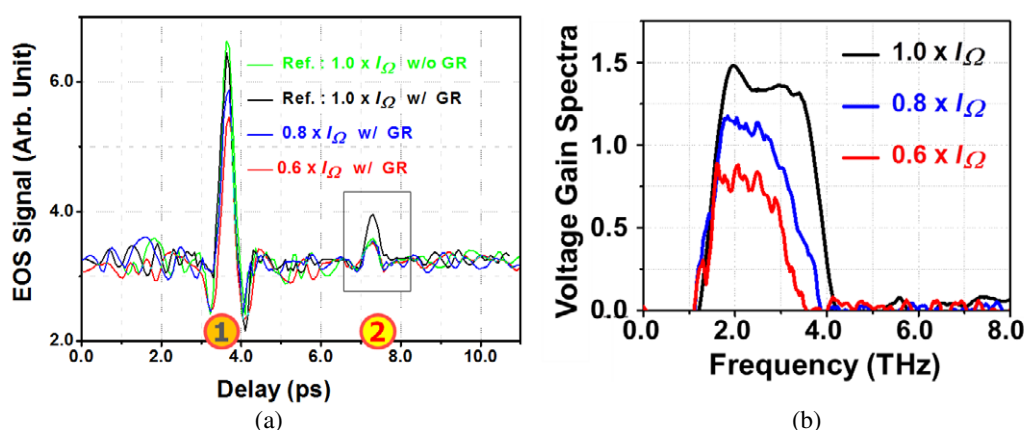 EOS Signal (Arb. Unit)
6.0
4.0
2.0
Ref. : 1.0 x IΩ w/o GR
Ref. : 1.0 x IΩ w/ GR
0.8 x IΩ w/ GR
0.6 x IΩ w/ GR
1
2
0.0 2.0 4.0 6.0 8.0 10.0
Delay (ps)
(a)
b)
Voltage Gain Spectra
1.5
1.0
0.5
0.0
1.0 x IΩ
0.8 x IΩ
0.6 x IΩ
2.0 4.0 6.0 8.0
Frequency (THz)
(b)